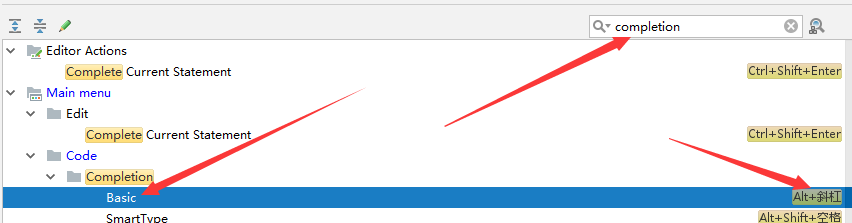 completion
Editor Actions
Complete Current Statement Ctrl+Shift+Enter
Main menu
Edit
Complete Current Statement Ctrl+Shift+Enter
Code
Completion
Basic Alt+斜杠
SmartType Alt+Shift+空格